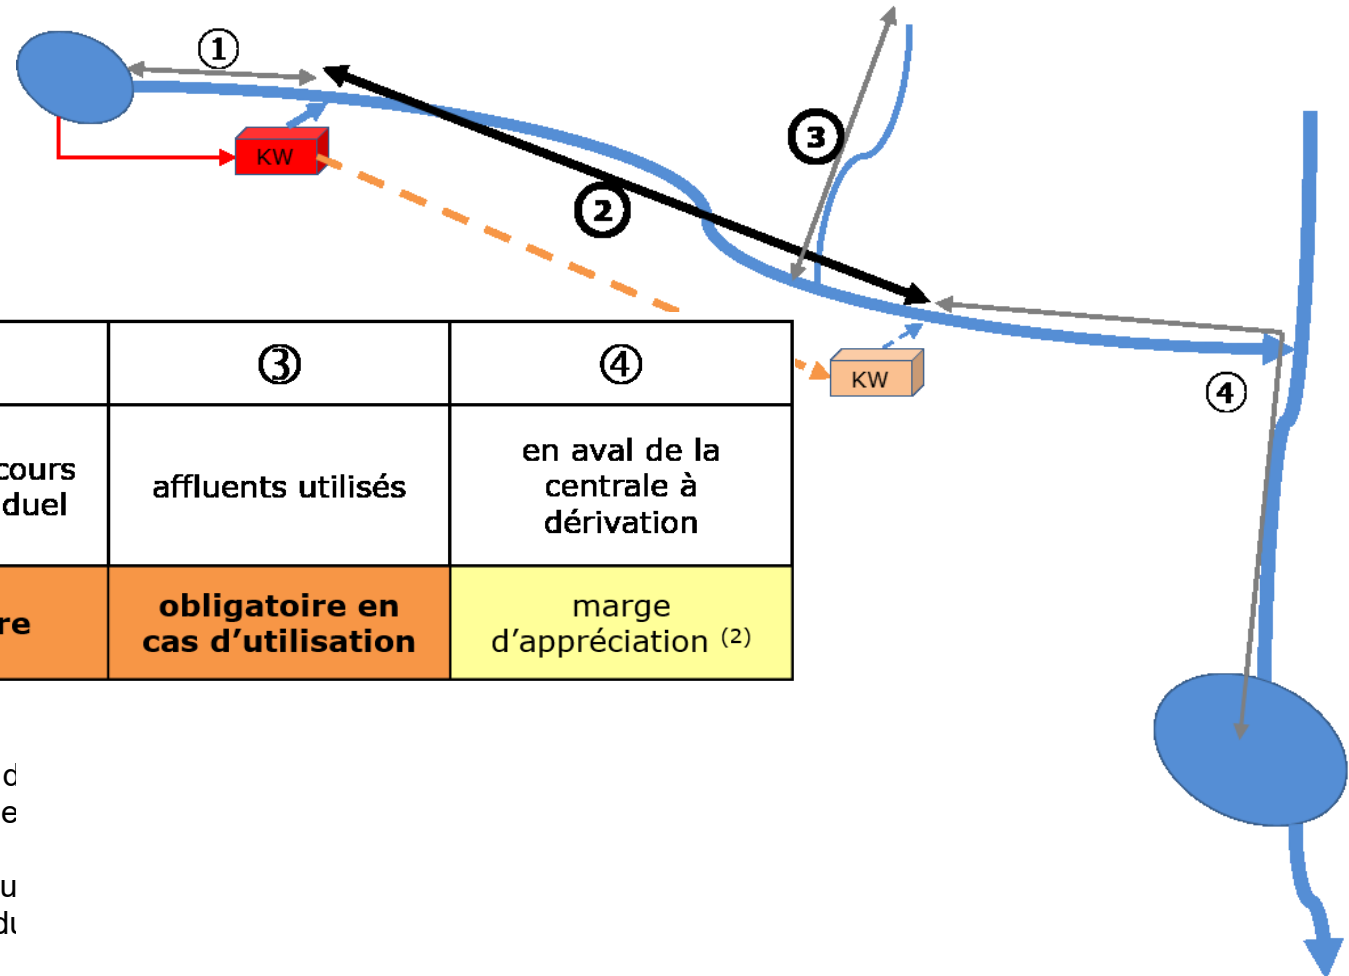 ①
KW
②
③
KW
④
③
④
cours
duel
affluents utilisés
en aval de la
centrale à
dérivation
re
obligatoire en
cas d’utilisation
marge
d’appréciation (2)
d
e
u